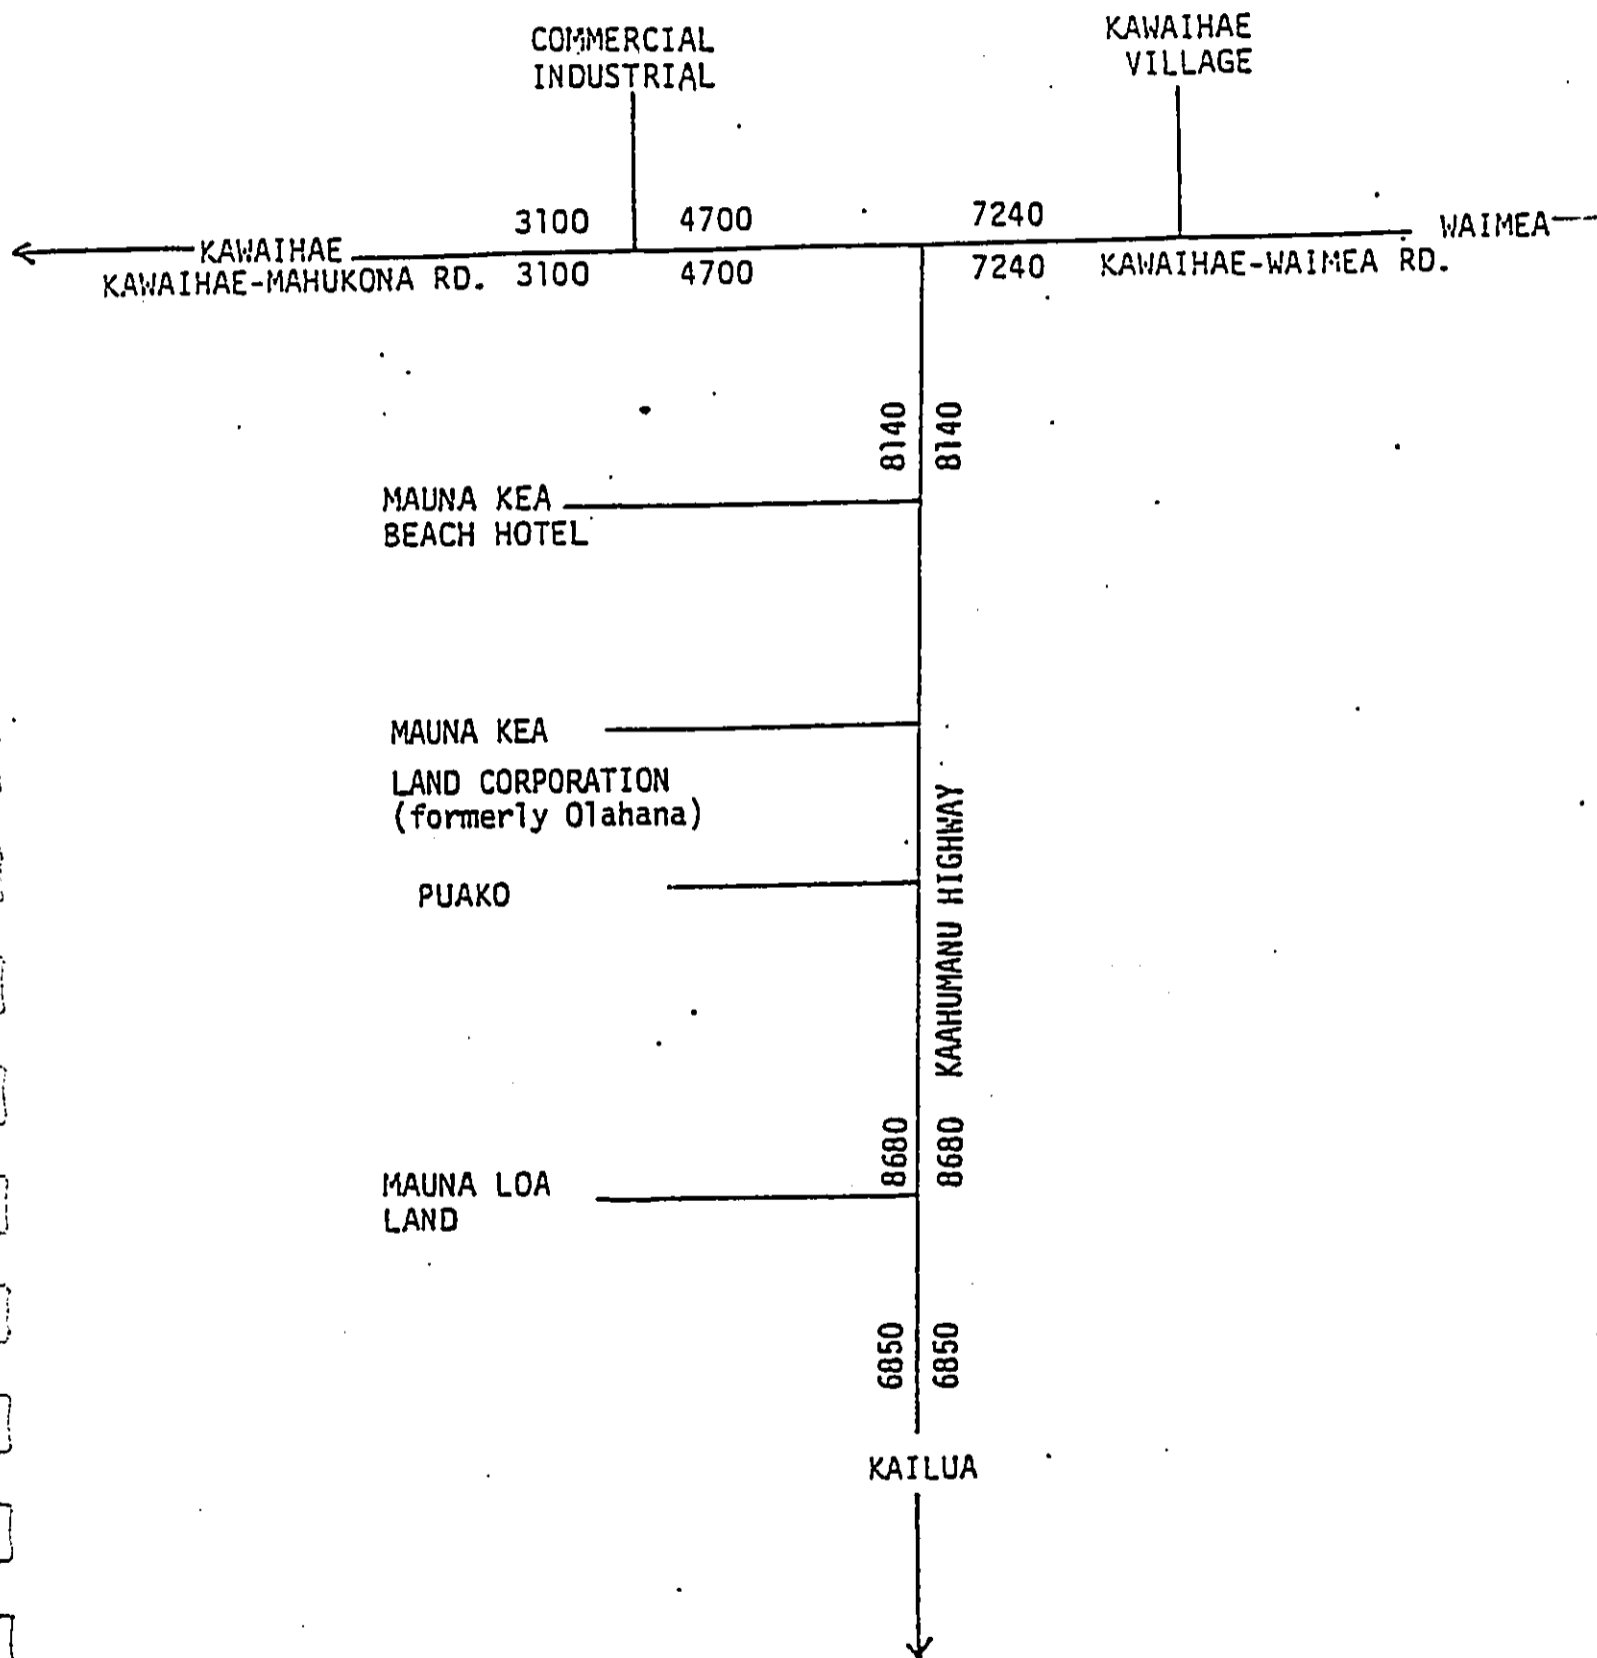 COMMERCIAL
INDUSTRIAL
KAWAIHAE
VILLAGE
3100 4700 7240 WAIMEA
KAWAIHAE
KAWAIHAE-MAHUKONA RD. 3100 4700 7240 KAWAIHAE-WAIMEA RD.
8140 8140
MAUNA KEA
BEACH HOTEL
MAUNA KEA
LAND CORPORATION
(formerly Olahana)
KAAHUMANU HIGHWAY
PUAKO
8680 8680
MAUNA LOA
LAND
6850 6850
KAILUA